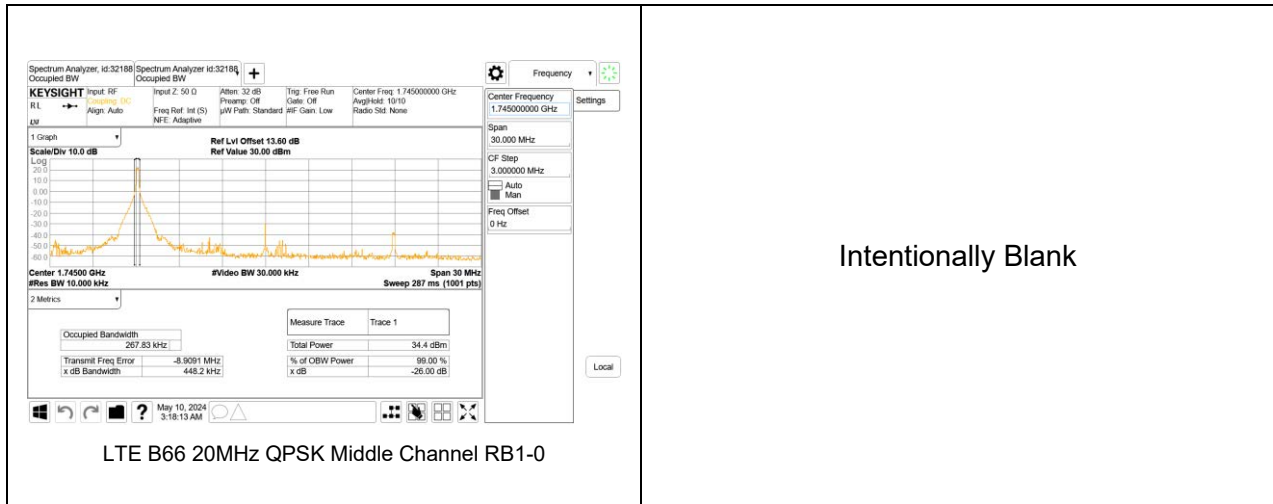 Spectrum Analyzer, id:32188
Occupied BW
Spectrum Analyzer id:32188
Occupied BW
Frequency
KEYSIGHT
RL
LXI
Input: RF
Coupling: DC
Align: Auto
Input Z: 50 Ω
Freq Ref: Int (S)
NFE: Adaptive
Atten: 32 dB
Preamp: Off
µW Path: Standard
Trig: Free Run
Gate: Off
#IF Gain: Low
Center Freq: 1.745000000 GHz
Avg|Hold: 10/10
Radio Std: None
Center Frequency
1.745000000 GHz
Settings
Span
30.000 MHz
CF Step
3.000000 MHz
Auto
Man
Freq Offset
0 Hz
1 Graph
Ref Lvl Offset 13.60 dB
Scale/Div 10.0 dB
Ref Value 30.00 dBm
Log
20.0
10.0
0.00
-10.0
-20.0
-30.0
-40.0
-50.0
-60.0
Center 1.74500 GHz
#Video BW 30.000 kHz
Span 30 MHz
#Res BW 10.000 kHz
Sweep 287 ms (1001 pts)
2 Metrics
Measure Trace
Trace 1
Occupied Bandwidth
267.83 kHz
Total Power
34.4 dBm
Transmit Freq Error
-8.9091 MHz
% of OBW Power
99.00 %
x dB Bandwidth
448.2 kHz
x dB
-26.00 dB
Local
?
May 10, 2024
3:18:13 AM
LTE B66 20MHz QPSK Middle Channel RB1-0
Intentionally Blank